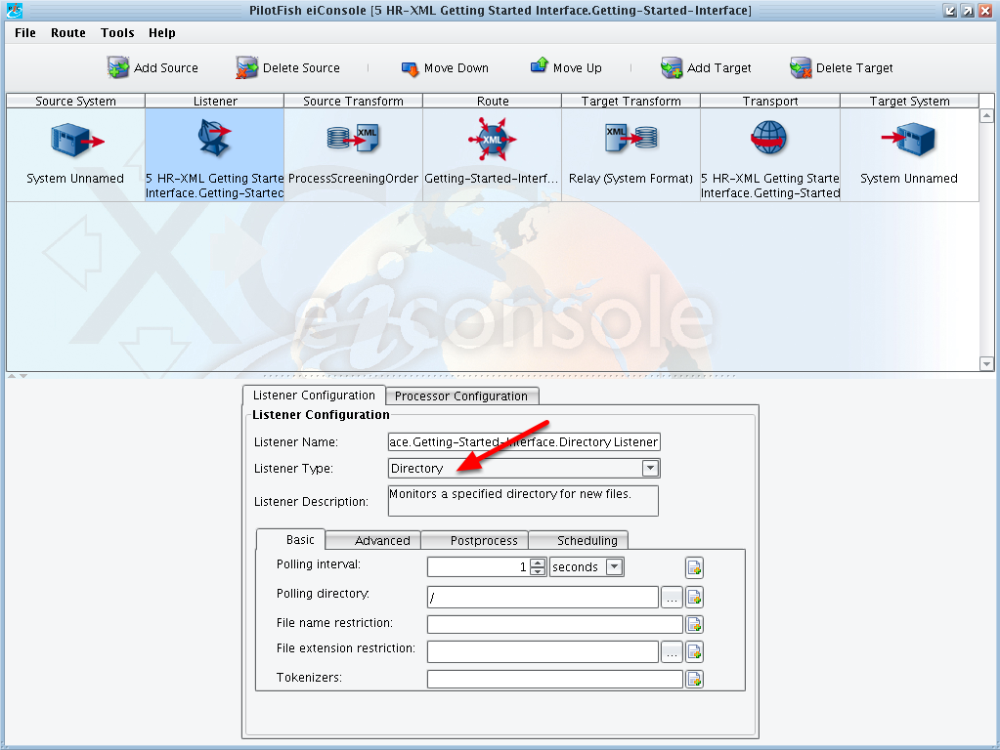 PilotFish eiConsole [5 HR-XML Getting Started Interface.Getting-Started-Interface]
File Route Tools Help
Add Source Delete Source Move Down Move Up Add Target Delete Target
Source System Listener Source Transform Route Target Transform Transport Target System
XML XML XML
System Unnamed 5 HR-XML Getting Starte ProcessScreeningOrder Getting-Started-Interf... Relay (System Format) 5 HR-XML Getting Starte System Unnamed
Interface.Getting-Startec Interface.Getting-Started
XCS
eiconsole
Listener Configuration Processor Configuration
Listener Configuration
Listener Name: ace.Getting-Started-Interface.Directory Listener
Listener Type: Directory
Listener Description: Monitors a specified directory for new files.
Basic Advanced Postprocess Scheduling
Polling interval: 1 seconds
Polling directory: / ...
File name restriction:
File extension restriction: ...
Tokenizers: